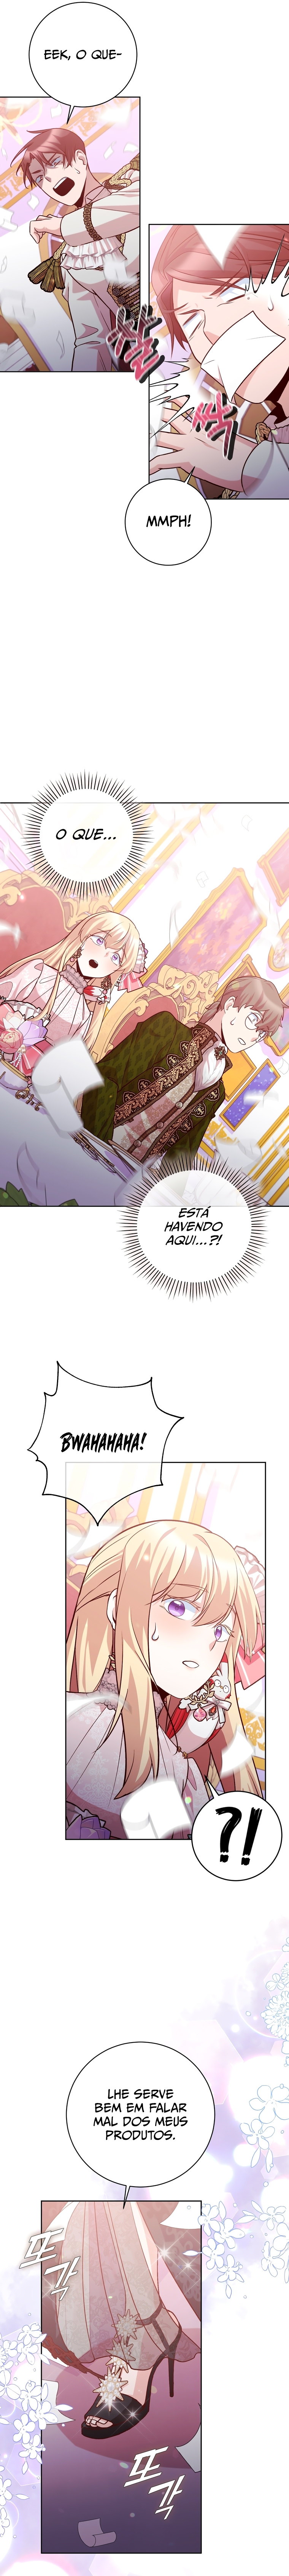 EEK, O QUE-
MMPH!
O QUE...
ESTÁ
HAVENDO
AQUI...?!
BWAHAHAHA!
?!
LHE SERVE
BEM EM FALAR
MAL DOS MEUS
PRODUTOS.
또
각
또
각